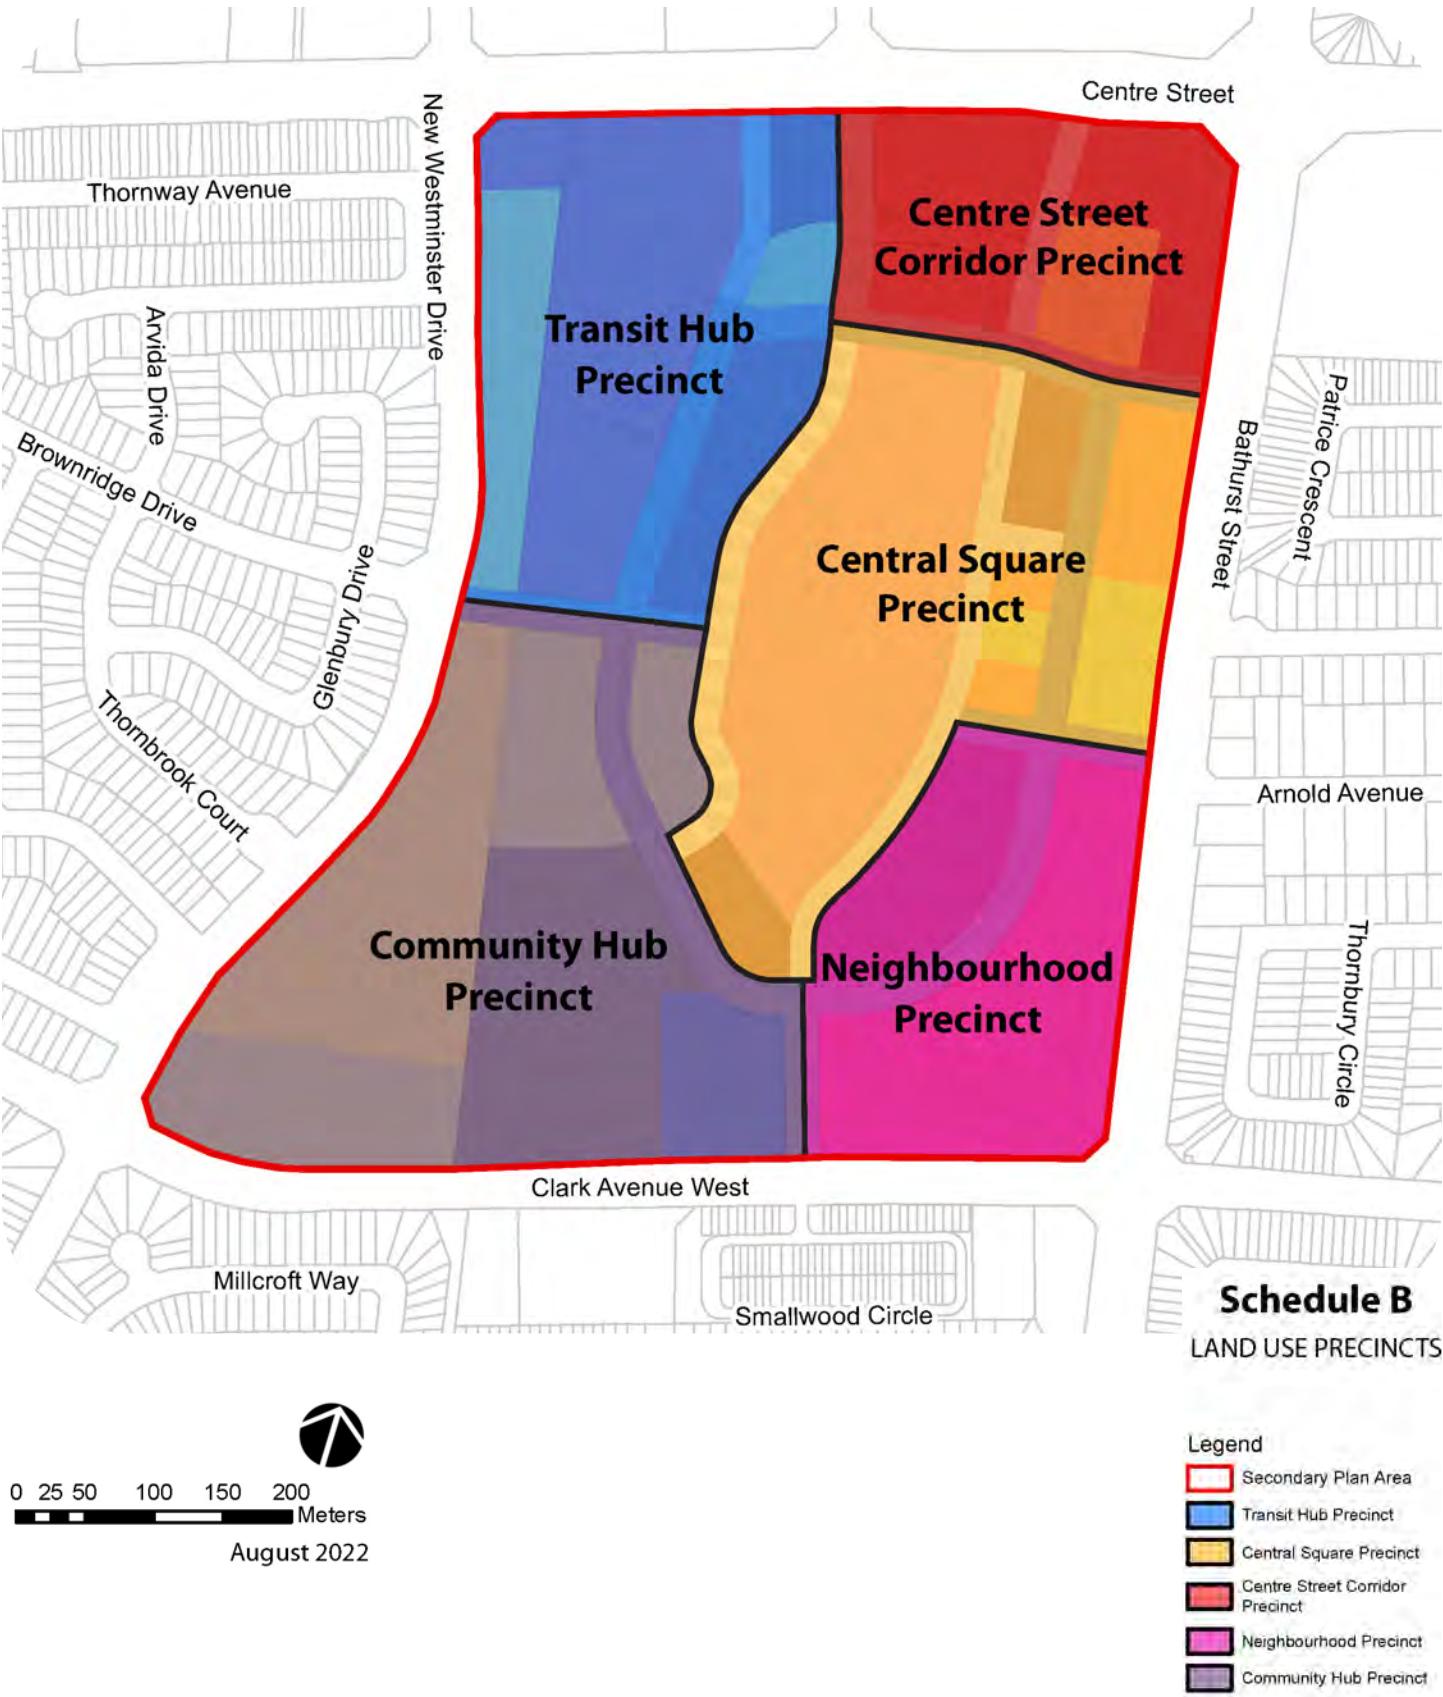 Centre Street
New Westminster Drive
Thornway Avenue
Centre Street
Corridor Precinct
Transit Hub
Precinct
Arvida Drive
Brownridge Drive
Patrice Crescent
Bathurst Street
Glenbury Drive
Central Square
Precinct
Thornbrook Court
Arnold Avenue
Community Hub
Precinct
Neighbourhood
Precinct
Thornbury Circle
Clark Avenue West
Millcroft Way
Smallwood Circle
Schedule B
LAND USE PRECINCTS
0 25 50 100 150 200
Meters
August 2022
Legend
Secondary Plan Area
Transit Hub Precinct
Central Square Precinct
Centre Street Corridor
Precinct
Neighbourhood Precinct
Community Hub Precinct